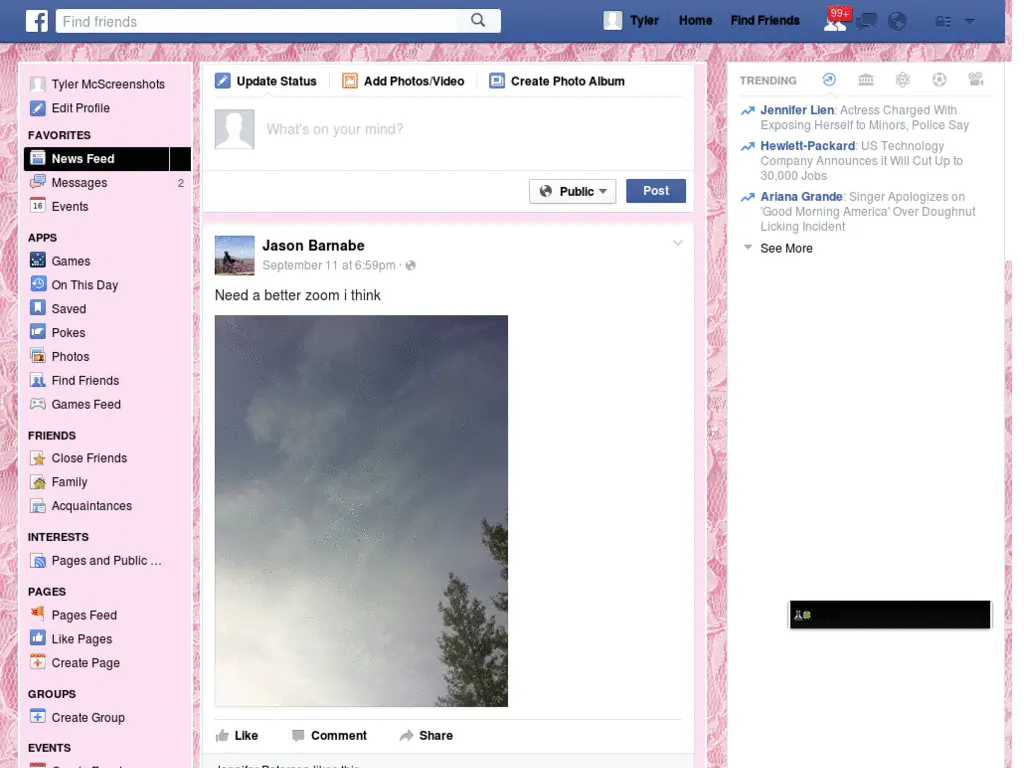 Find friends
Tyler
Home
Find Friends
99+
Tyler McScreenshots
Edit Profile
FAVORITES
News Feed
Messages
2
Events
16
APPS
Games
On This Day
Saved
Pokes
Photos
Find Friends
Games Feed
FRIENDS
Close Friends
Family
Acquaintances
INTERESTS
Pages and Public ...
PAGES
Pages Feed
Like Pages
Create Page
GROUPS
Create Group
EVENTS
Update Status
Add Photos/Video
Create Photo Album
What's on your mind?
Public
Post
Jason Barnabe
September 11 at 6:59pm ·
Need a better zoom i think
Like
Comment
Share
TRENDING
Jennifer Lien: Actress Charged With
Exposing Herself to Minors, Police Say
Hewlett-Packard: US Technology
Company Announces it Will Cut Up to
30,000 Jobs
Ariana Grande: Singer Apologizes on
'Good Morning America' Over Doughnut
Licking Incident
See More